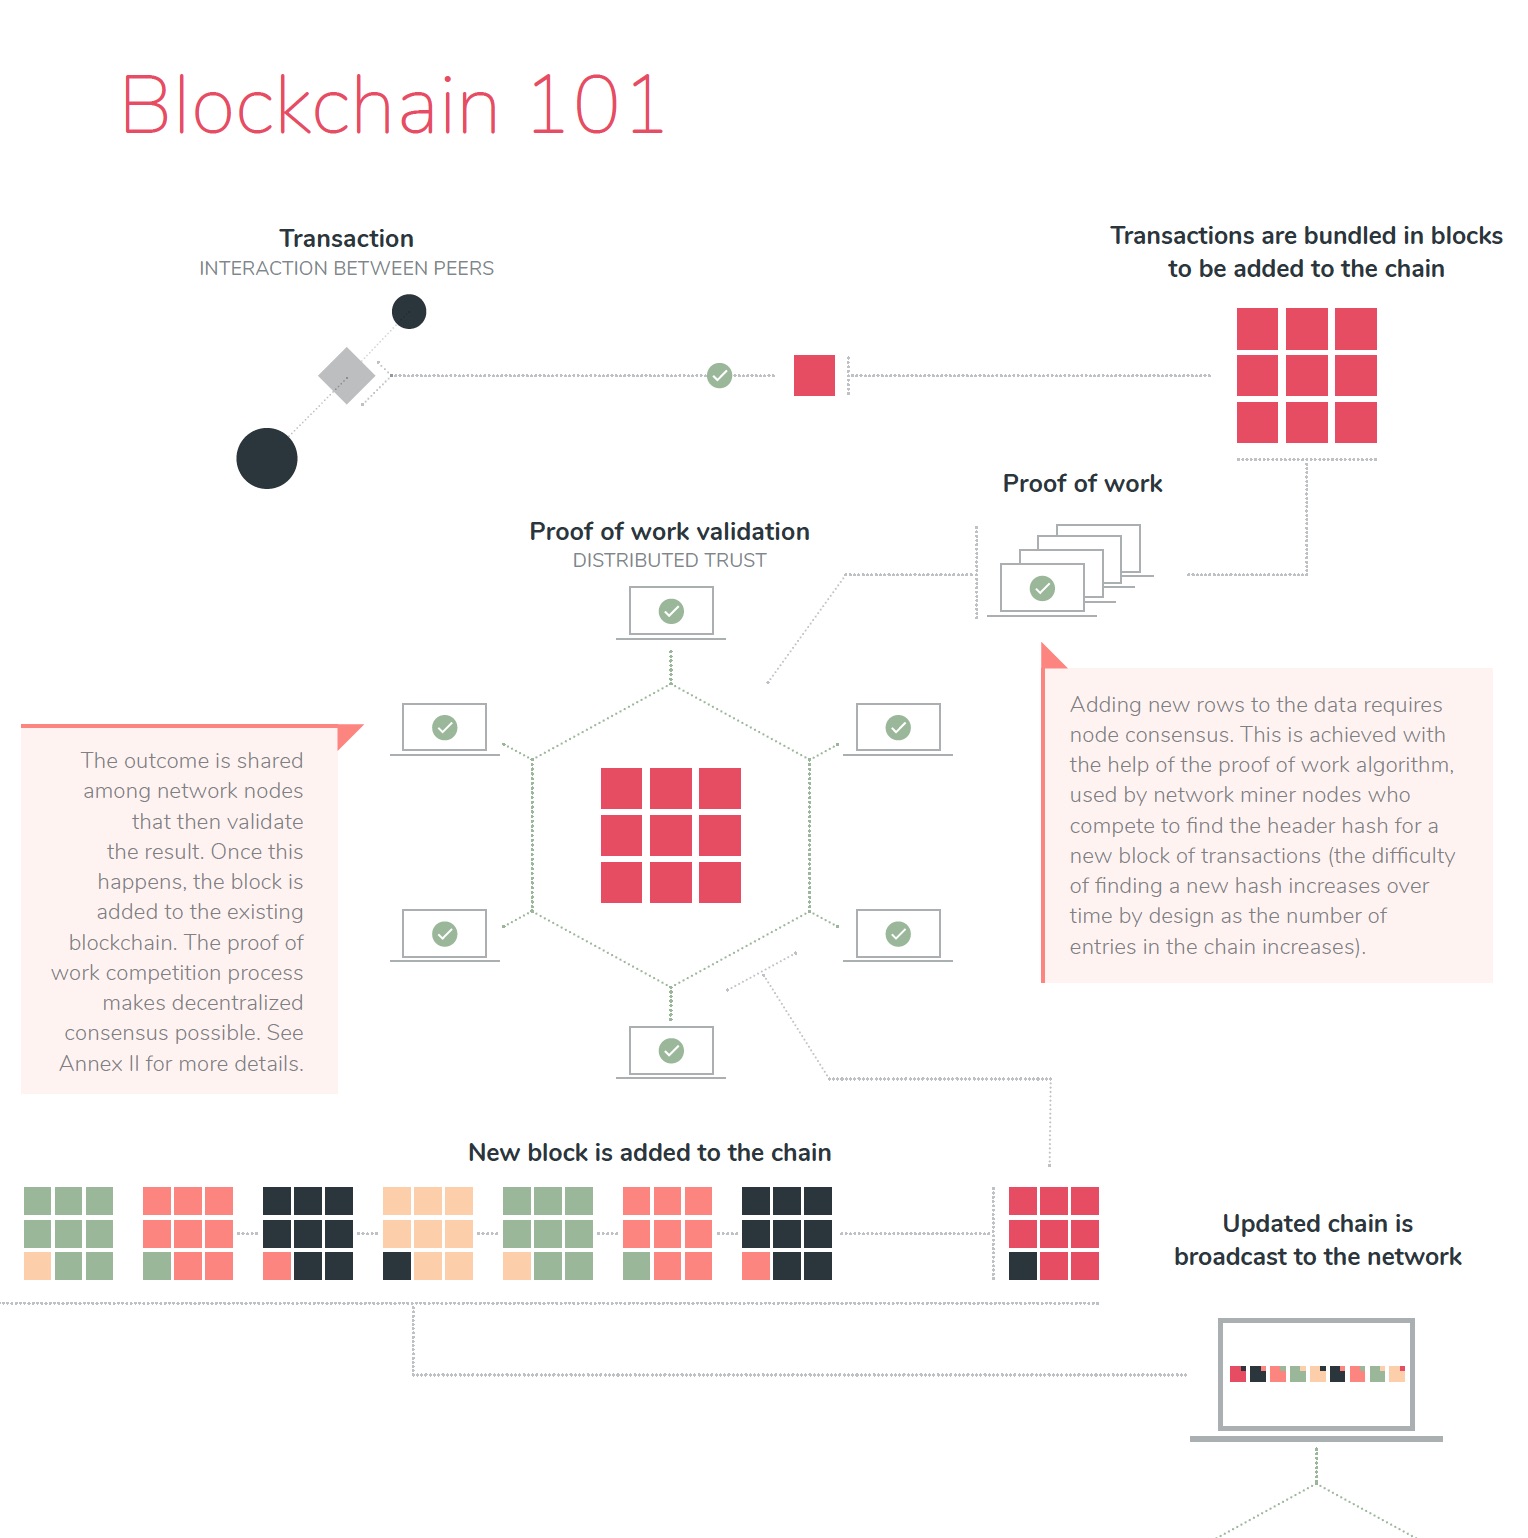 Blockchain 101
Transaction
INTERACTION BETWEEN PEERS
Transactions are bundled in blocks
to be added to the chain
Proof of work
Proof of work validation
DISTRIBUTED TRUST
Adding new rows to the data requires
node consensus. This is achieved with
the help of the proof of work algorithm,
used by network miner nodes who
compete to find the header hash for a
new block of transactions (the difficulty
of finding a new hash increases over
time by design as the number of
entries in the chain increases).
The outcome is shared
among network nodes
that then validate
the result. Once this
happens, the block is
added to the existing
blockchain. The proof of
work competition process
makes decentralized
consensus possible. See
Annex II for more details.
New block is added to the chain
Updated chain is
broadcast to the network